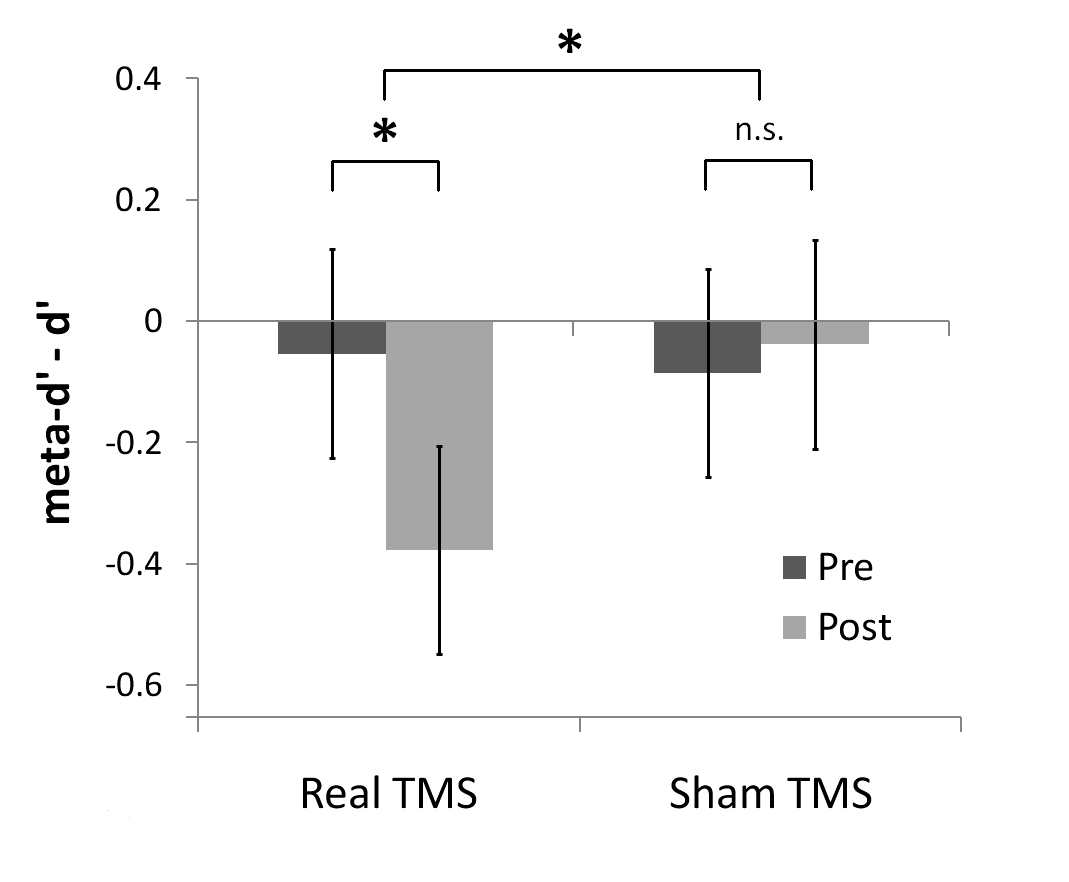 *
0.4
* n.s.
0.2
0
-0.2
-0.4
-0.6
meta-d' - d'
Pre
Post
Real TMS Sham TMS